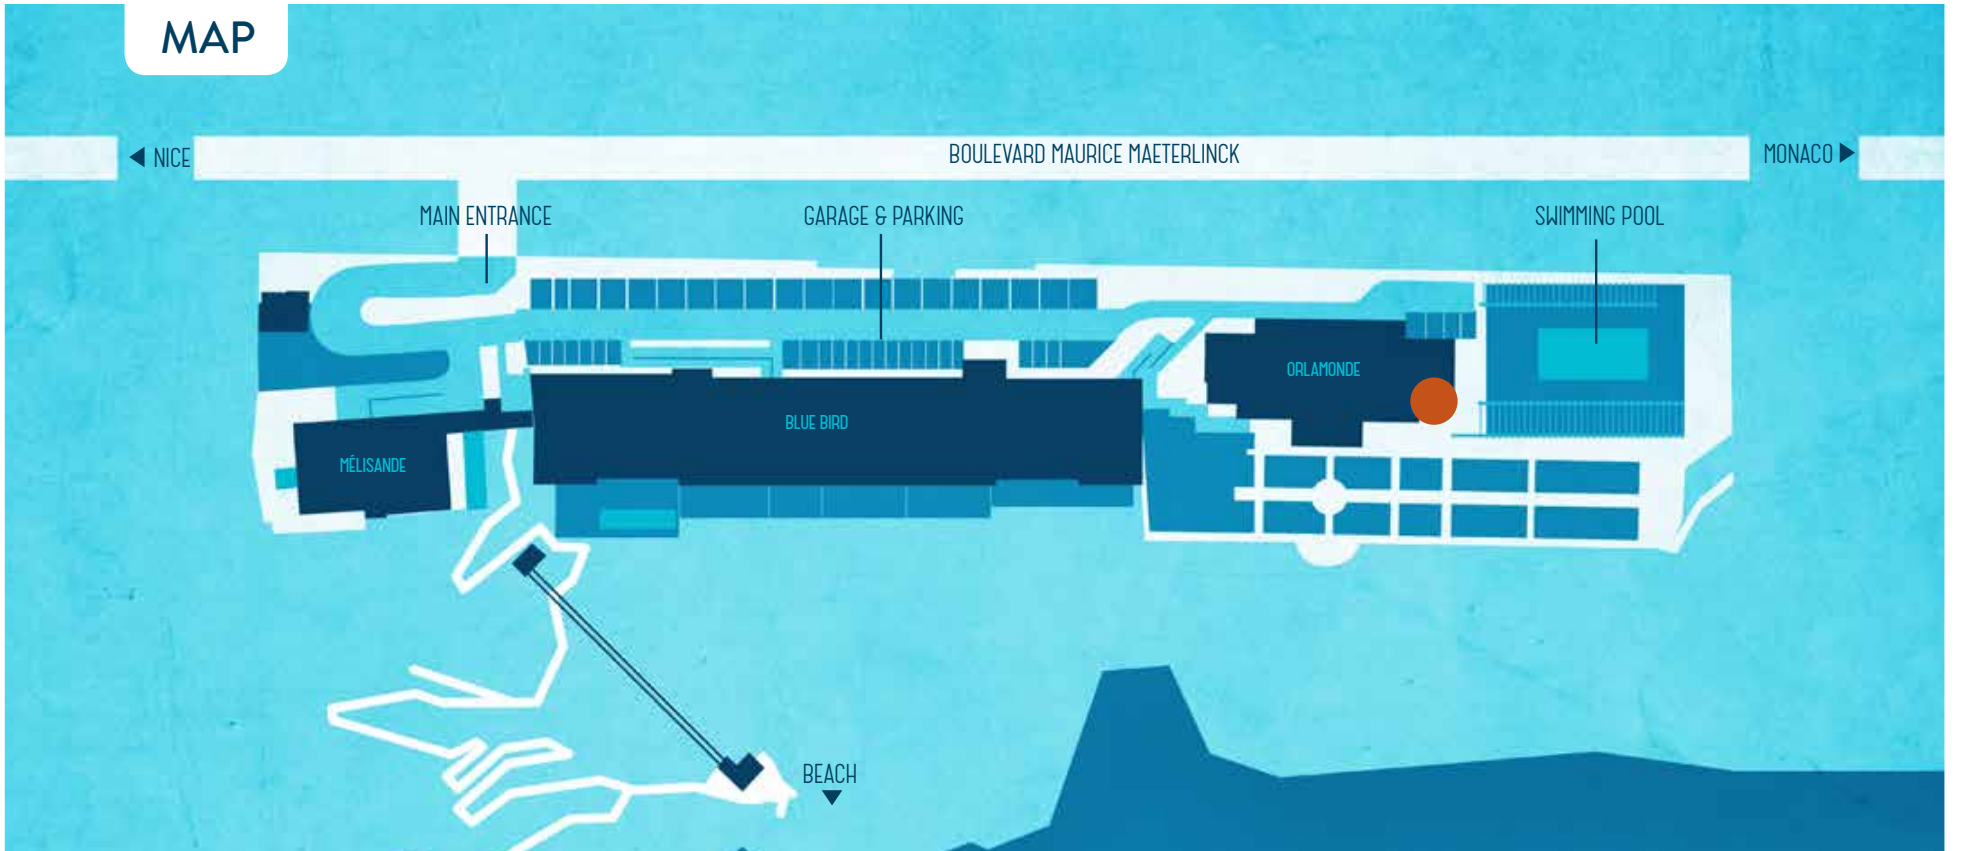 MAP
NICE
BOULEVARD MAURICE MAETERLINCK
MONACO
MAIN ENTRANCE
GARAGE & PARKING
SWIMMING POOL
ORLAMONDE
BLUE BIRD
MÉLISANDE
BEACH